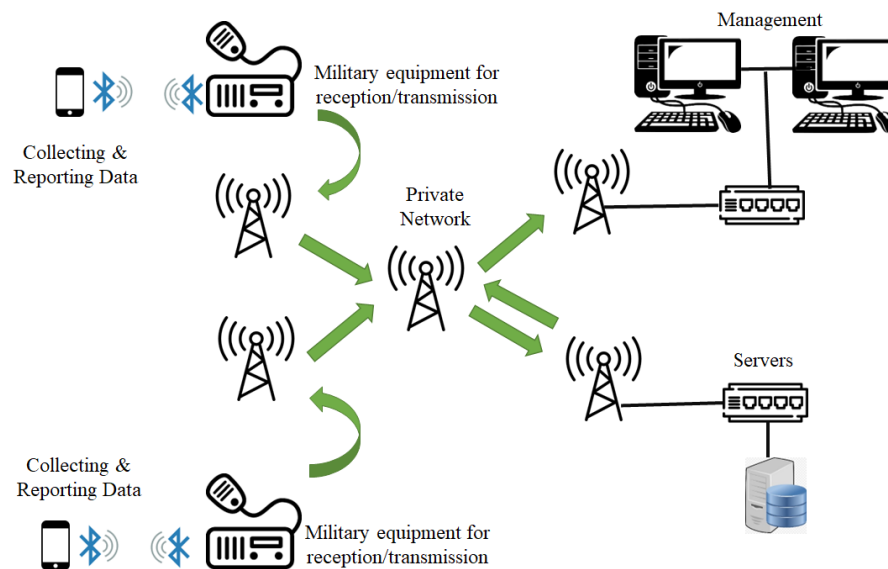 Management
Military equipment for
reception/transmission
Collecting &
Reporting Data
Private
Network
Servers
Collecting &
Reporting Data
Military equipment for
reception/transmission